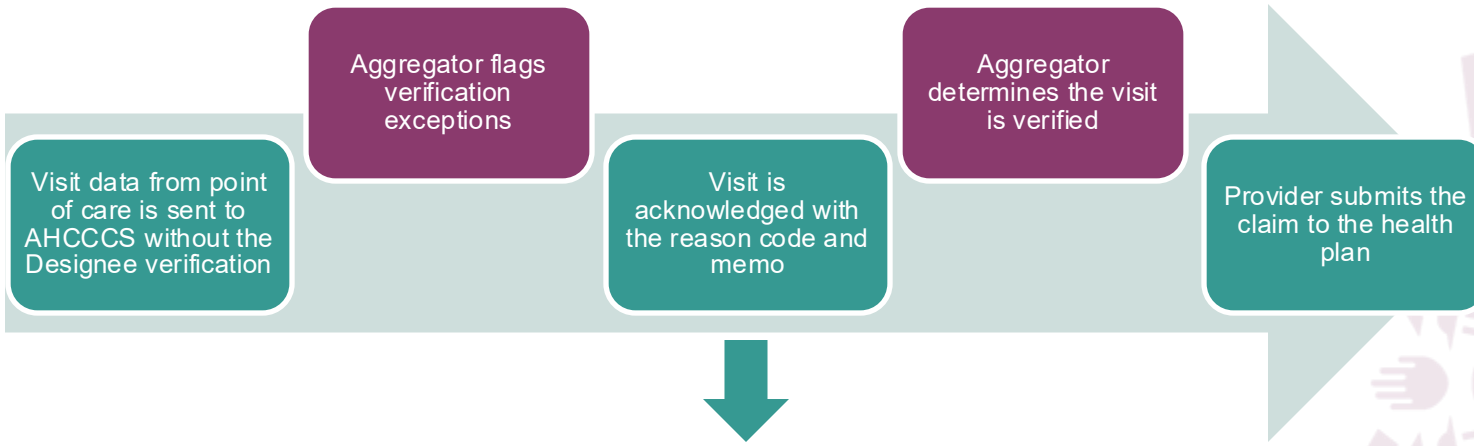 Visit data from point
of care is sent to
AHCCCS without the
Designee verification
Aggregator flags
verification
exceptions
Visit is
acknowledged with
the reason code and
memo
Aggregator
determines the visit
is verified
Provider submits the
claim to the health
plan